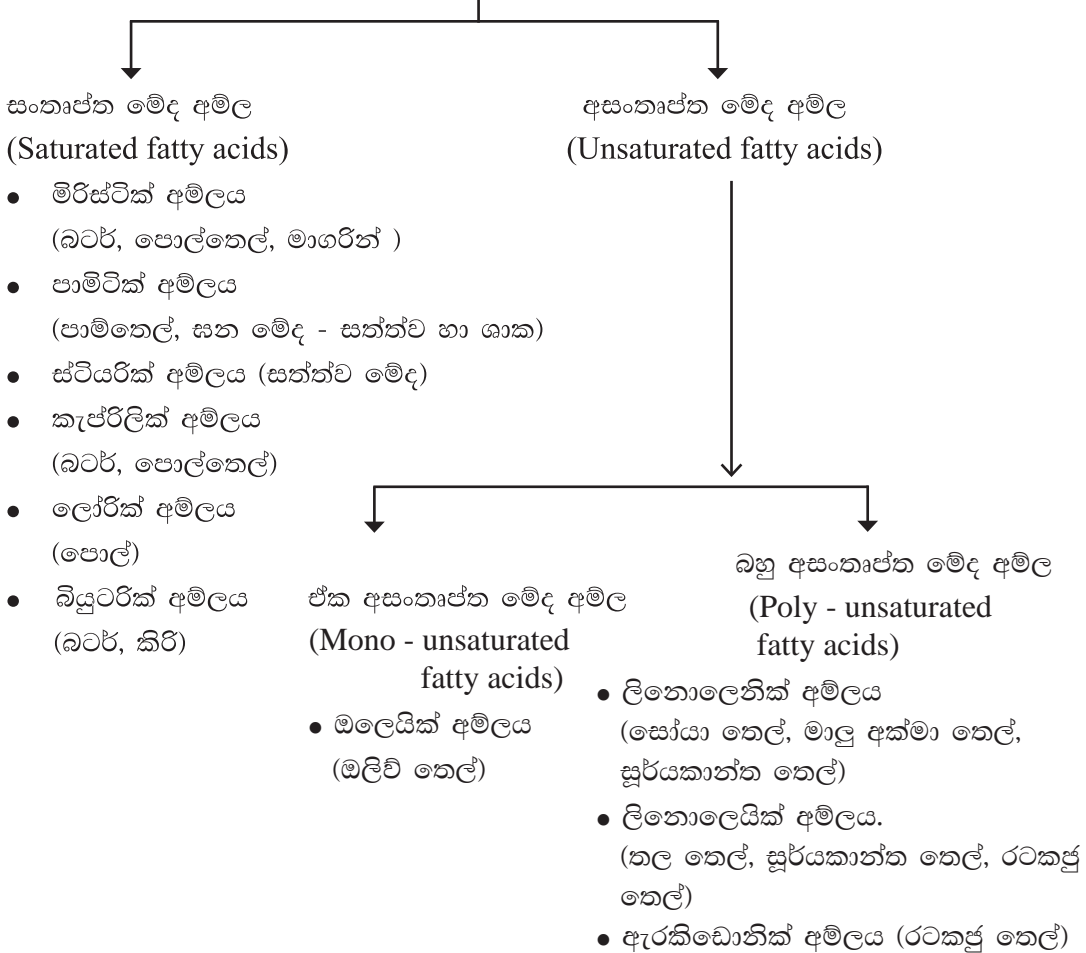 සංතෘප්ත මේද අම්ල
(Saturated fatty acids)
● මිරිස්ටික් අම්ලය
(බටර්, පොල්තෙල්, මාගරින් )
● පාමිටික් අම්ලය
(පාම්තෙල්, ඝන මේද - සත්ත්ව හා ශාක)
● ස්ටියරික් අම්ලය (සත්ත්ව මේද)
● කැප්රිලික් අම්ලය
(බටර්, පොල්තෙල්)
● ලෝරික් අම්ලය
(පොල්)
● බියුටරික් අම්ලය
(බටර්, කිරි)
අසංතෘප්ත මේද අම්ල
(Unsaturated fatty acids)
ඒක අසංතෘප්ත මේද අම්ල
(Mono - unsaturated
fatty acids)
● ඔලෙයික් අම්ලය
(ඔලිව් තෙල්)
බහු අසංතෘප්ත මේද අම්ල
(Poly - unsaturated
fatty acids)
● ලිනොලෙනික් අම්ලය
(සෝයා තෙල්, මාලු අක්මා තෙල්,
සූර්යකාන්ත තෙල්)
● ලිනොලෙයික් අම්ලය.
(තල තෙල්, සූර්යකාන්ත තෙල්, රටකජු
තෙල්)
● ඇරකිඩොනික් අම්ලය (රටකජු තෙල්)